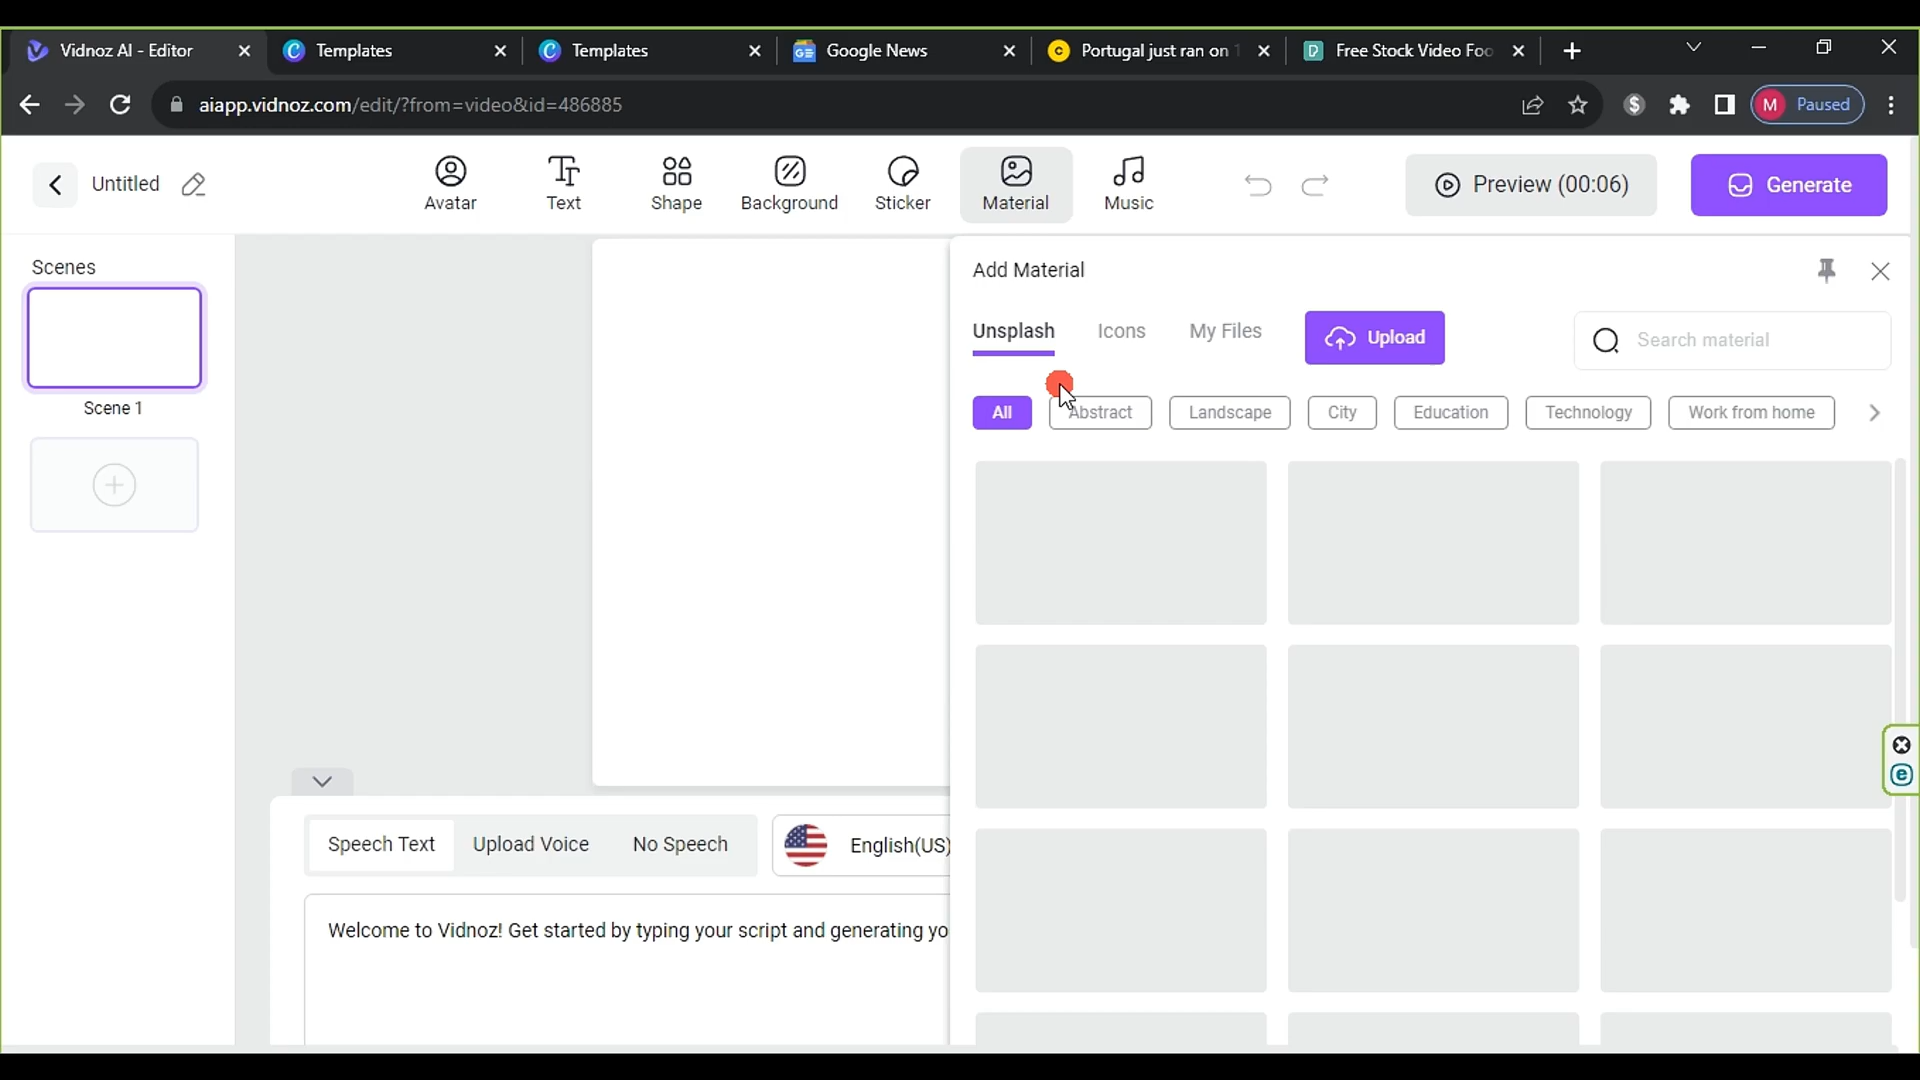 Vidnoz AI - Editor
Templates
Templates
Google News
Portugal just ran on 1
Free Stock Video Foo
aiapp.vidnoz.com/edit/?from=video&id=486885
M Paused
Untitled
Avatar
Text
Shape
Background
Sticker
Material
Music
Preview (00:06)
Generate
Scenes
Scene 1
Add Material
Unsplash
Icons
My Files
Upload
Search material
All
Abstract
Landscape
City
Education
Technology
Work from home
Speech Text
Upload Voice
No Speech
English(US)
Welcome to Vidnoz! Get started by typing your script and generating yo